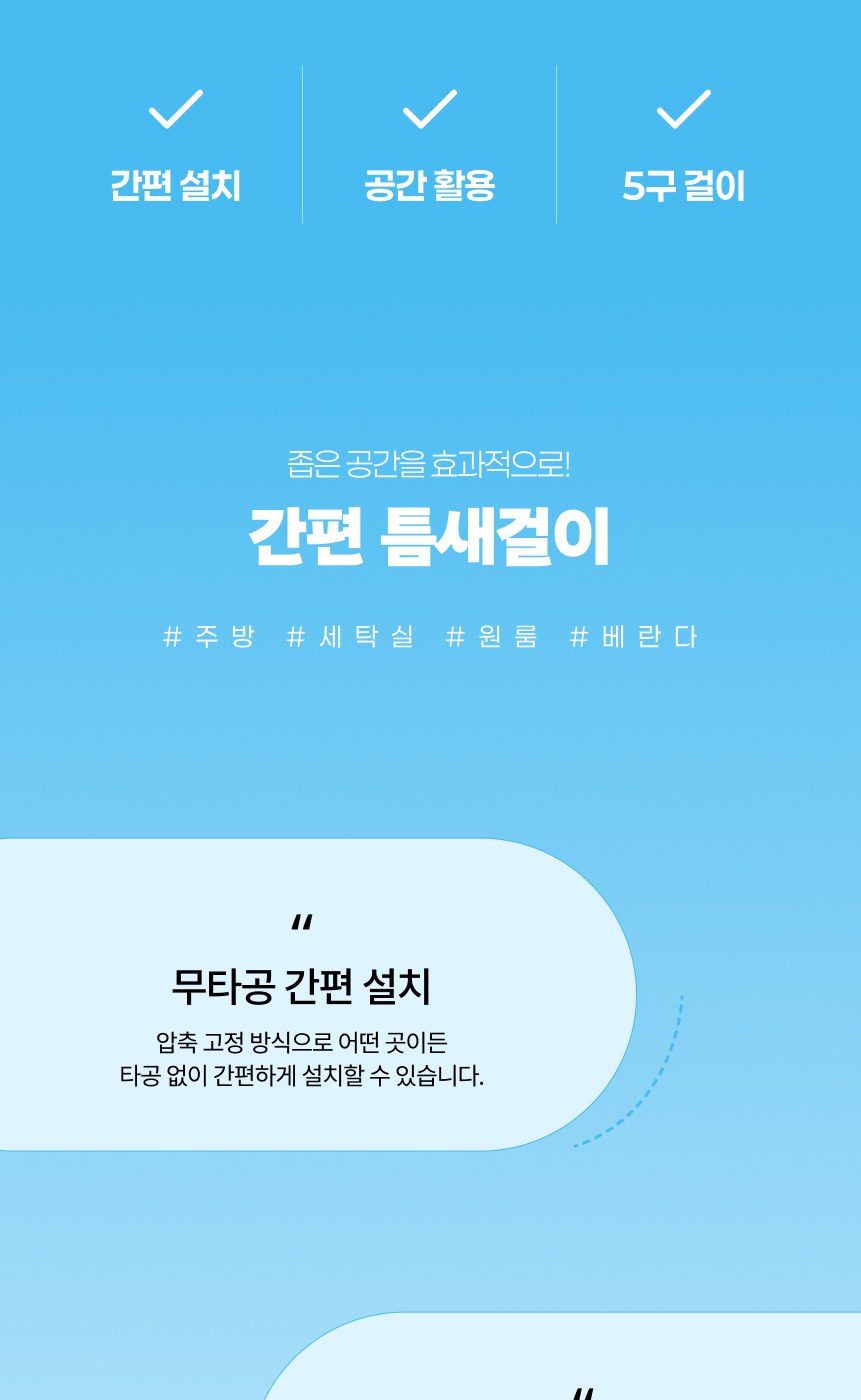 간편 설치
공간 활용
5구 걸이
좁은 공간을 효과적으로!
간편 틈새걸이
# 주방 # 세탁실 # 원룸 # 베란다
“
무타공 간편 설치
압축 고정 방식으로 어떤 곳이든
타공 없이 간편하게 설치할 수 있습니다.
“